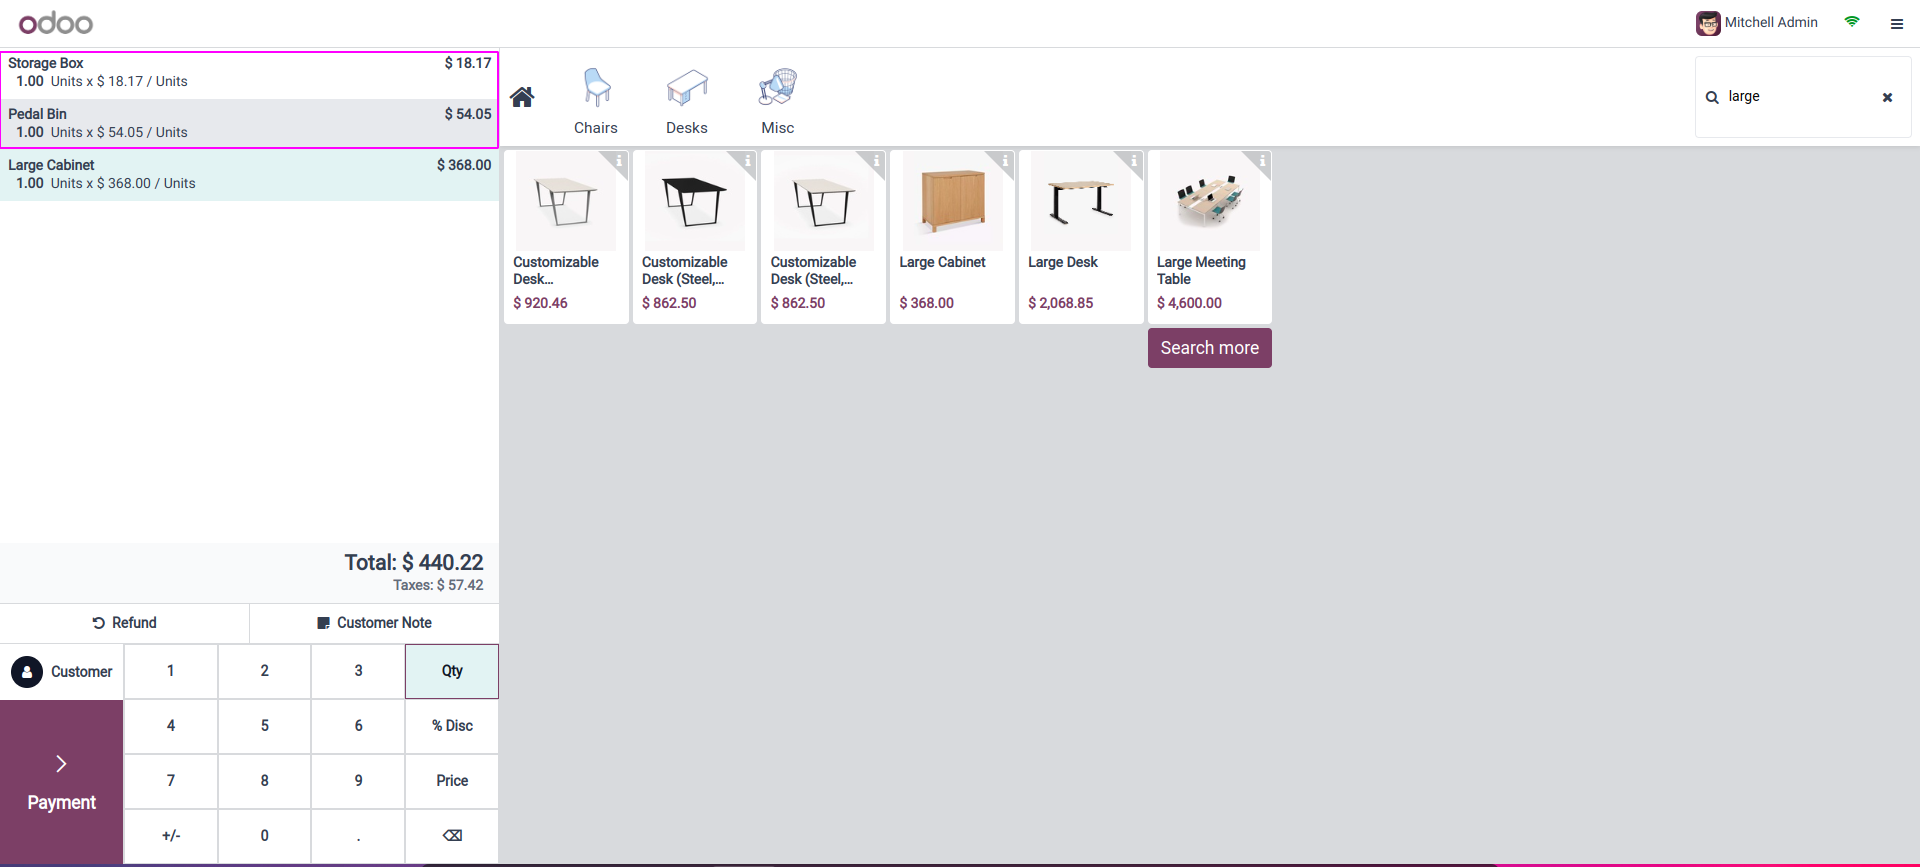 odoo
Mitchell Admin
Storage Box $ 18.17
1.00 Units x $ 18.17 / Units
Pedal Bin $ 54.05
1.00 Units x $ 54.05 / Units
Large Cabinet $ 368.00
1.00 Units x $ 368.00 / Units
Chairs
Desks
Misc
large
Customizable
Desk...
$ 920.46
Customizable
Desk (Steel,...
$ 862.50
Customizable
Desk (Steel,...
$ 862.50
Large Cabinet
$ 368.00
Large Desk
$ 2,068.85
Large Meeting
Table
$ 4,600.00
Search more
Total: $ 440.22
Taxes: $ 57.42
Refund
Customer Note
Customer
1 2 3 Qty
4 5 6 % Disc
7 8 9 Price
+/- 0 .
Payment